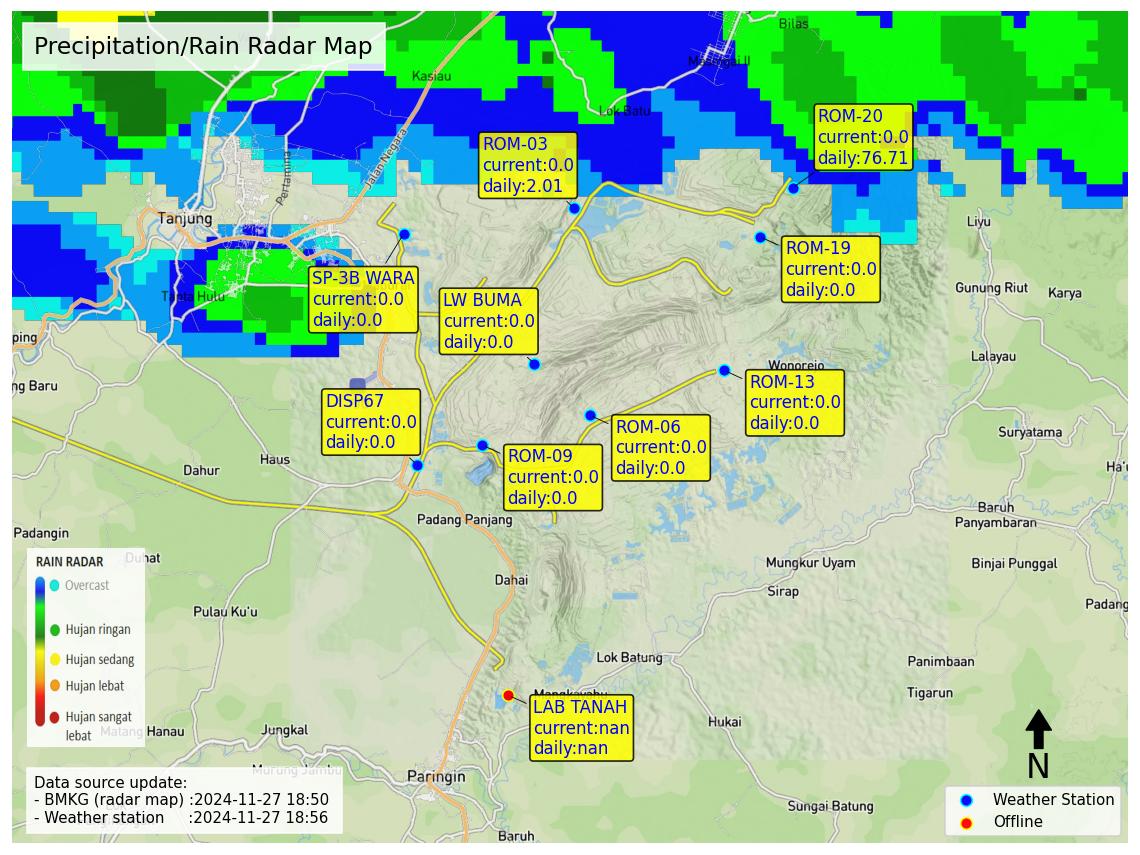 Precipitation/Rain Radar Map
Bilas
Kasiau
Lok Batu
Jalan Negara
Pertamina
Tanjung
Tanta Hulu
ROM-20
current:0.0
daily:76.71
ROM-03
current:0.0
daily:2.01
ROM-19
current:0.0
daily:0.0
SP-3B WARA
current:0.0
daily:0.0
LW BUMA
current:0.0
daily:0.0
Liyu
Gunung Riut
Karya
Lalayau
ping
ng Baru
Wonorejo
ROM-13
current:0.0
daily:0.0
DISP67
current:0.0
daily:0.0
ROM-06
current:0.0
daily:0.0
ROM-09
current:0.0
daily:0.0
Suryatama
Ha'u
Haus
Dahur
Padang Panjang
Baruh
Panyambaran
Padangin
Duhat
Binjai Punggal
Mungkur Uyam
Dahai
Sirap
Padang
Pulau Ku'u
RAIN RADAR
Overcast
Hujan ringan
Hujan sedang
Hujan lebat
Hujan sangat
lebat
Lok Batung
Panimbaan
Tigarun
LAB TANAH
current:nan
daily:nan
Hukai
Matang Hanau
Jungkal
Murung Jambu
Paringin
Sungai Batung
Baruh
Data source update:
- BMKG (radar map) :2024-11-27 18:50
- Weather station :2024-11-27 18:56
N
Weather Station
Offline